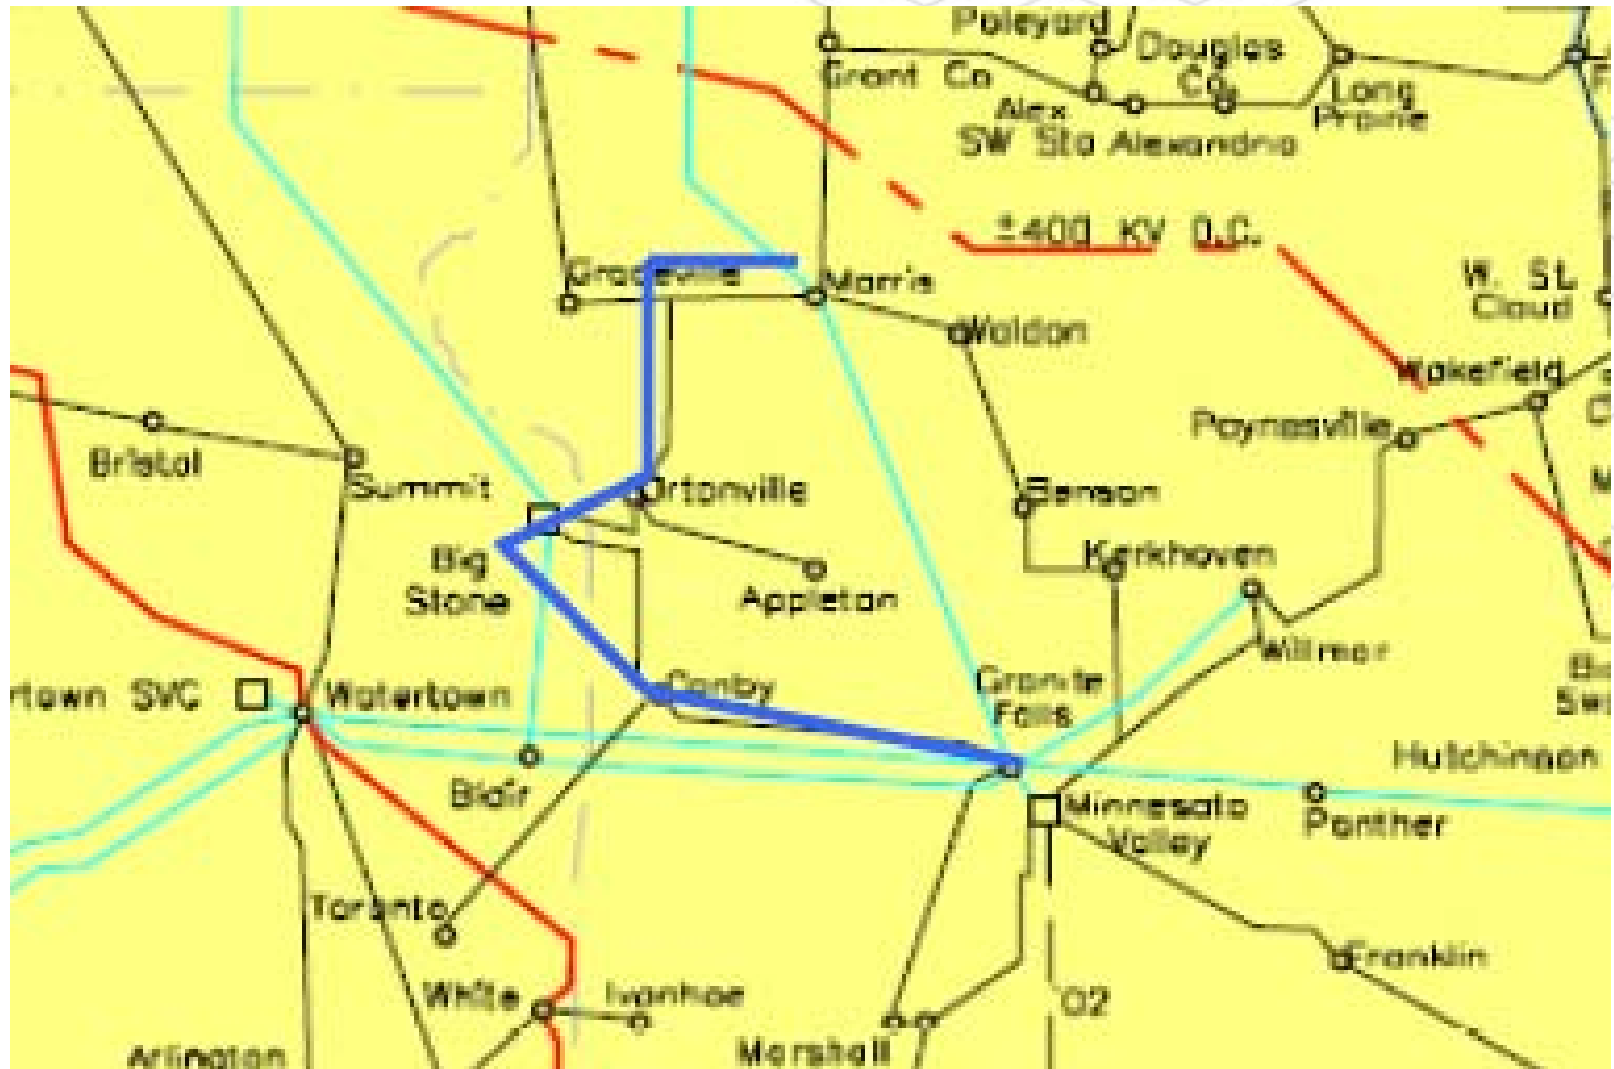 Poleyard
Douglas
Co.
Grant Co
Long
Prairie
Alex
SW Sta Alexandria
±400 KV D.C.
Graceville
Morris
W. St.
Cloud
Waldon
Wakefield
Paynesville
Bristol
Summit
Ortonville
Benson
Big
Stone
Kerkhoven
Appleton
Willmar
rtown SVC
Watertown
Canby
Granite
Falls
Hutchinson
Blair
Minnesota
Valley
Panther
Toronto
Franklin
White
Ivanhoe
02
Arlington
Marshall